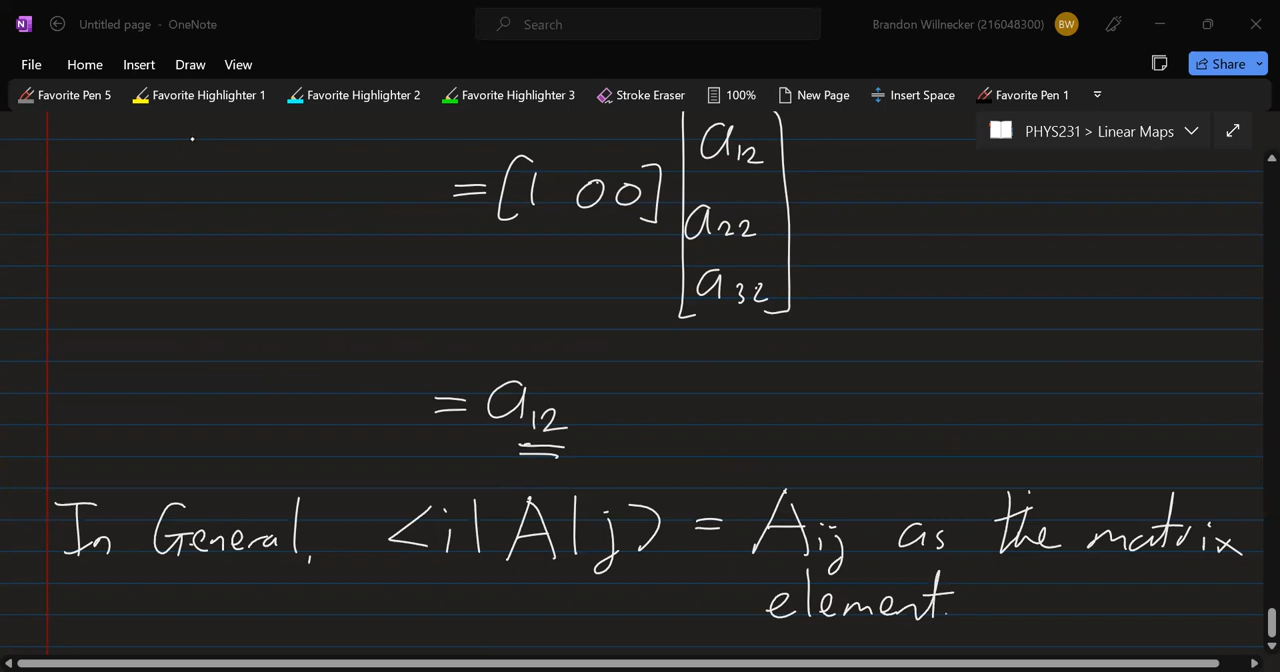 Untitled page - OneNote
Search
Brandon Willnecker (216048300)
BW
File Home Insert Draw View
Share
Favorite Pen 5 Favorite Highlighter 1 Favorite Highlighter 2 Favorite Highlighter 3 Stroke Eraser 100% New Page Insert Space Favorite Pen 1
PHYS231 > Linear Maps
a12
= [1 0 0]
a22
a32
= a12
In General, <i|A|j> = Aij as the matrix
element.